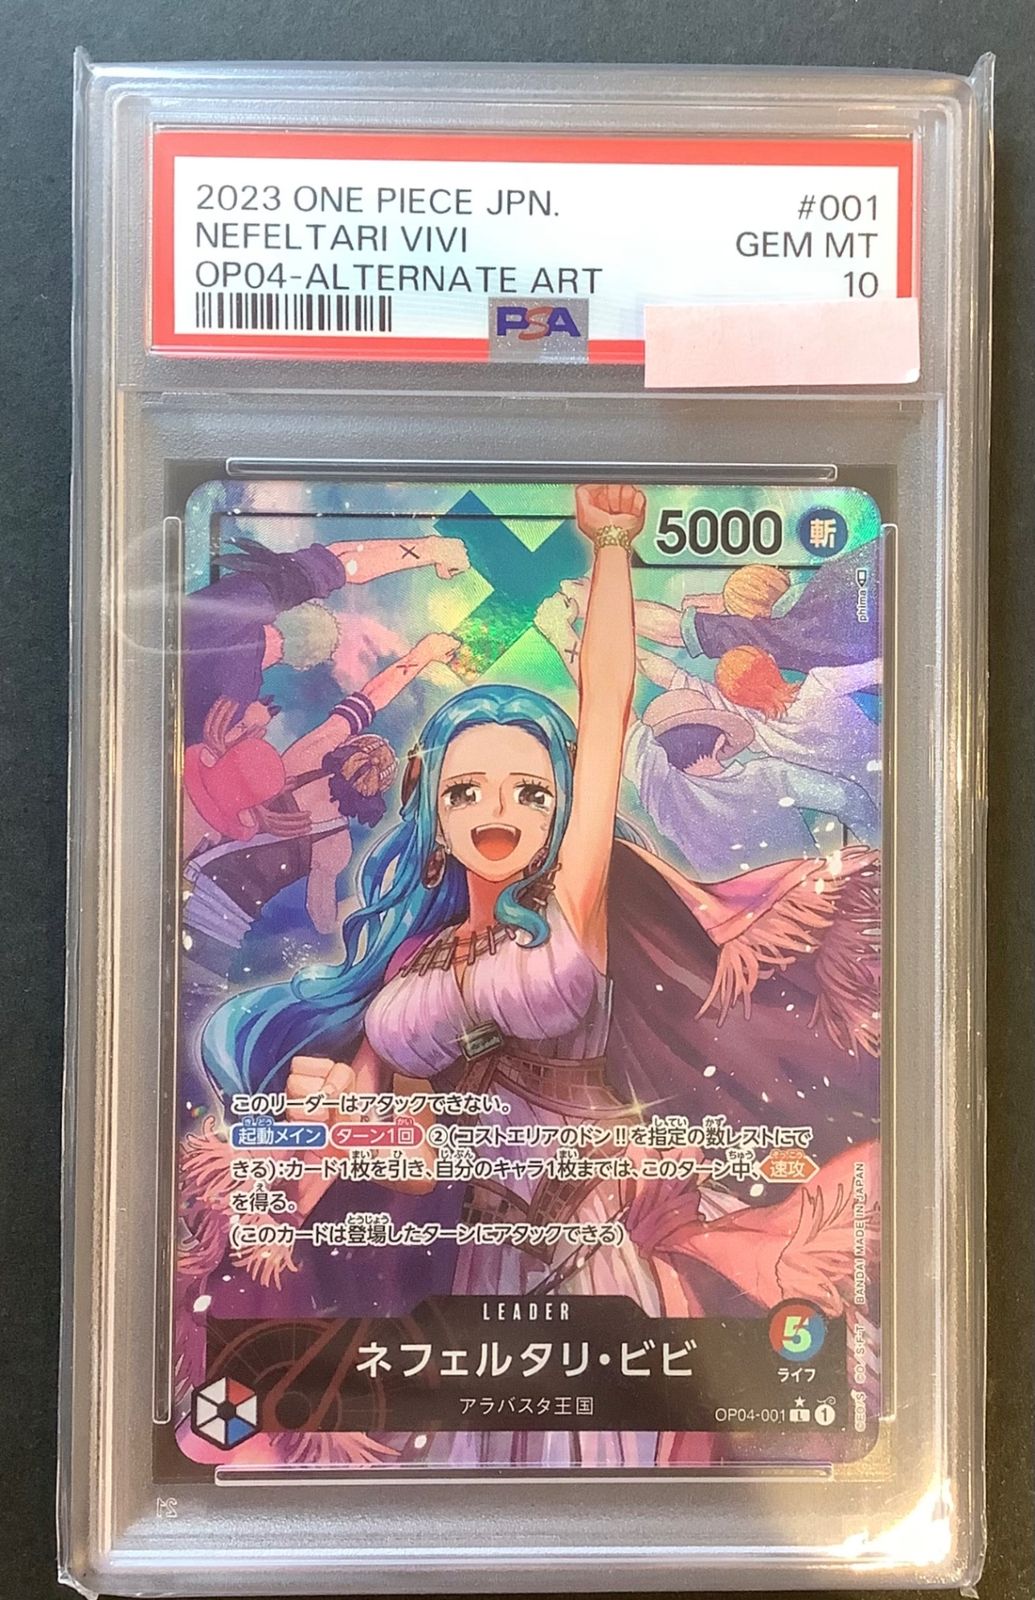 2023 ONE PIECE JPN.
#001
NEFELTARI VIVI
GEM MT
OP04-ALTERNATE ART
10
PSA
5000
斬
phima
このリーダーはアタックできない。
起動メイン ターン1回 ②(コストエリアのドン!!を指定の数レストにで
きる):カード1枚を引き、自分のキャラ1枚までは、このターン中、速攻
を得る。
(このカードは登場したターンにアタックできる)
LEADER
ネフェルタリ・ビビ
アラバスタ王国
5
ライフ
OP04-001 L 1
©E.O./S. CO. S・F・T BANDAI MADE IN JAPAN